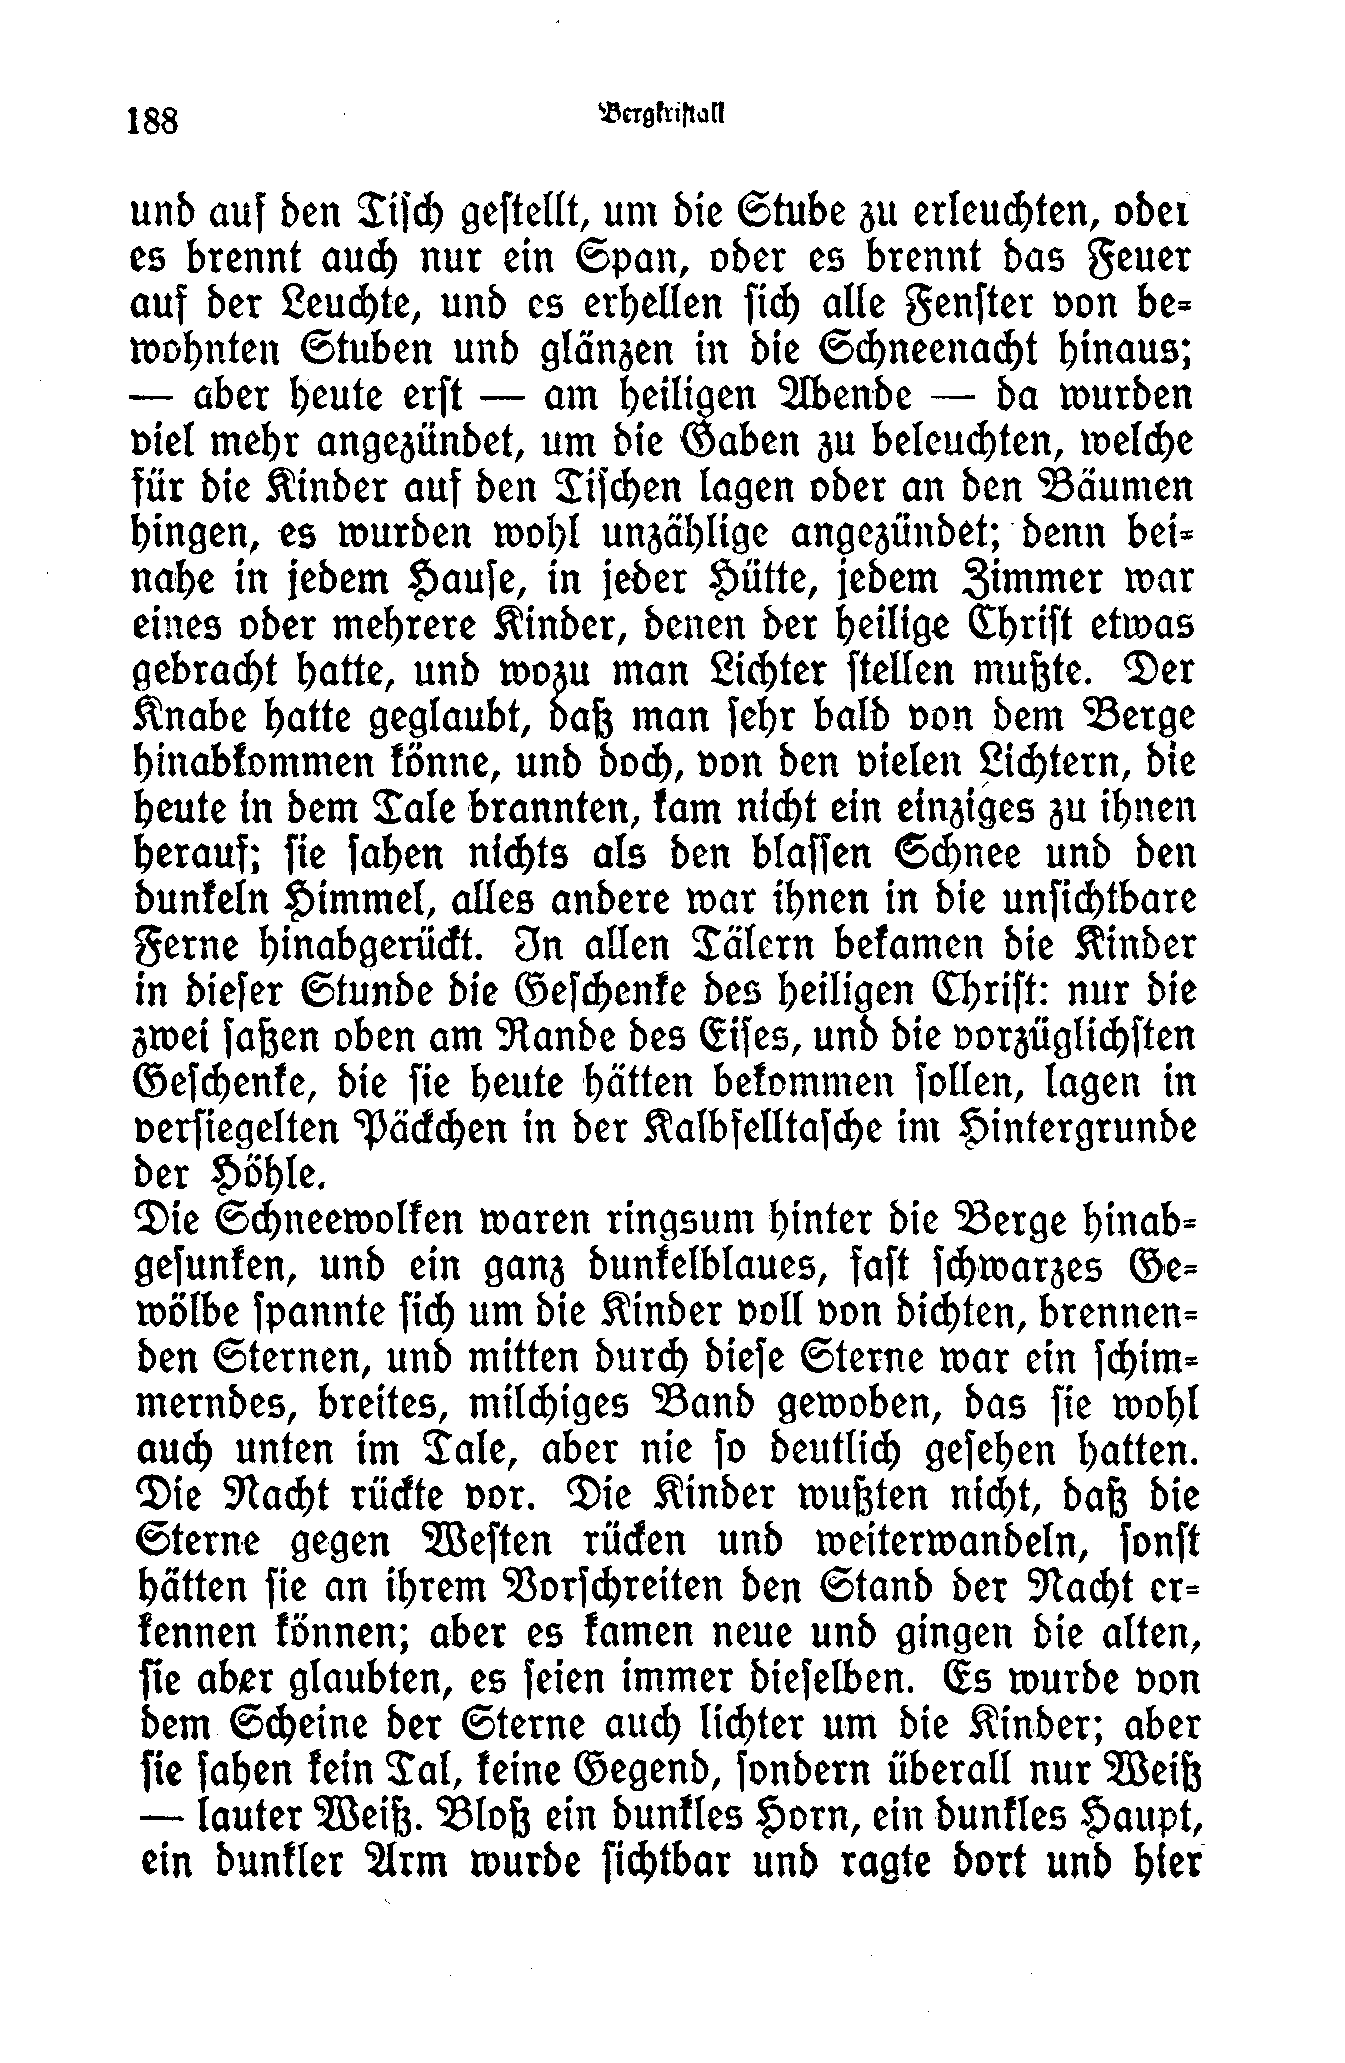 188
Bergkristall
und auf den Tisch gestellt, um die Stube zu erleuchten, oder
es brennt auch nur ein Span, oder es brennt das Feuer
auf der Leuchte, und es erhellen sich alle Fenster von be-
wohnten Stuben und glänzen in die Schneenacht hinaus;
— aber heute erst — am heiligen Abende — da wurden
viel mehr angezündet, um die Gaben zu beleuchten, welche
für die Kinder auf den Tischen lagen oder an den Bäumen
hingen, es wurden wohl unzählige angezündet; denn bei-
nahe in jedem Hause, in jeder Hütte, jedem Zimmer war
eines oder mehrere Kinder, denen der heilige Christ etwas
gebracht hatte, und wozu man Lichter stellen mußte. Der
Knabe hatte geglaubt, daß man sehr bald von dem Berge
hinabkommen könne, und doch, von den vielen Lichtern, die
heute in dem Tale brannten, kam nicht ein einziges zu ihnen
herauf; sie sahen nichts als den blassen Schnee und den
dunkeln Himmel, alles andere war ihnen in die unsichtbare
Ferne hinabgerückt. In allen Tälern bekamen die Kinder
in dieser Stunde die Geschenke des heiligen Christ: nur die
zwei saßen oben am Rande des Eises, und die vorzüglichsten
Geschenke, die sie heute hätten bekommen sollen, lagen in
versiegelten Päckchen in der Kalbfelltasche im Hintergrunde
der Höhle.
Die Schneewolken waren ringsum hinter die Berge hinab-
gesunken, und ein ganz dunkelblaues, fast schwarzes Ge-
wölbe spannte sich um die Kinder voll von dichten, brennen-
den Sternen, und mitten durch diese Sterne war ein schim-
merndes, breites, milchiges Band gewoben, das sie wohl
auch unten im Tale, aber nie so deutlich gesehen hatten.
Die Nacht rückte vor. Die Kinder wußten nicht, daß die
Sterne gegen Westen rücken und weiterwandeln, sonst
hätten sie an ihrem Vorschreiten den Stand der Nacht er-
kennen können; aber es kamen neue und gingen die alten,
sie aber glaubten, es seien immer dieselben. Es wurde von
dem Scheine der Sterne auch lichter um die Kinder; aber
sie sahen kein Tal, keine Gegend, sondern überall nur Weiß
— lauter Weiß. Bloß ein dunkles Horn, ein dunkles Haupt,
ein dunkler Arm wurde sichtbar und ragte dort und hier